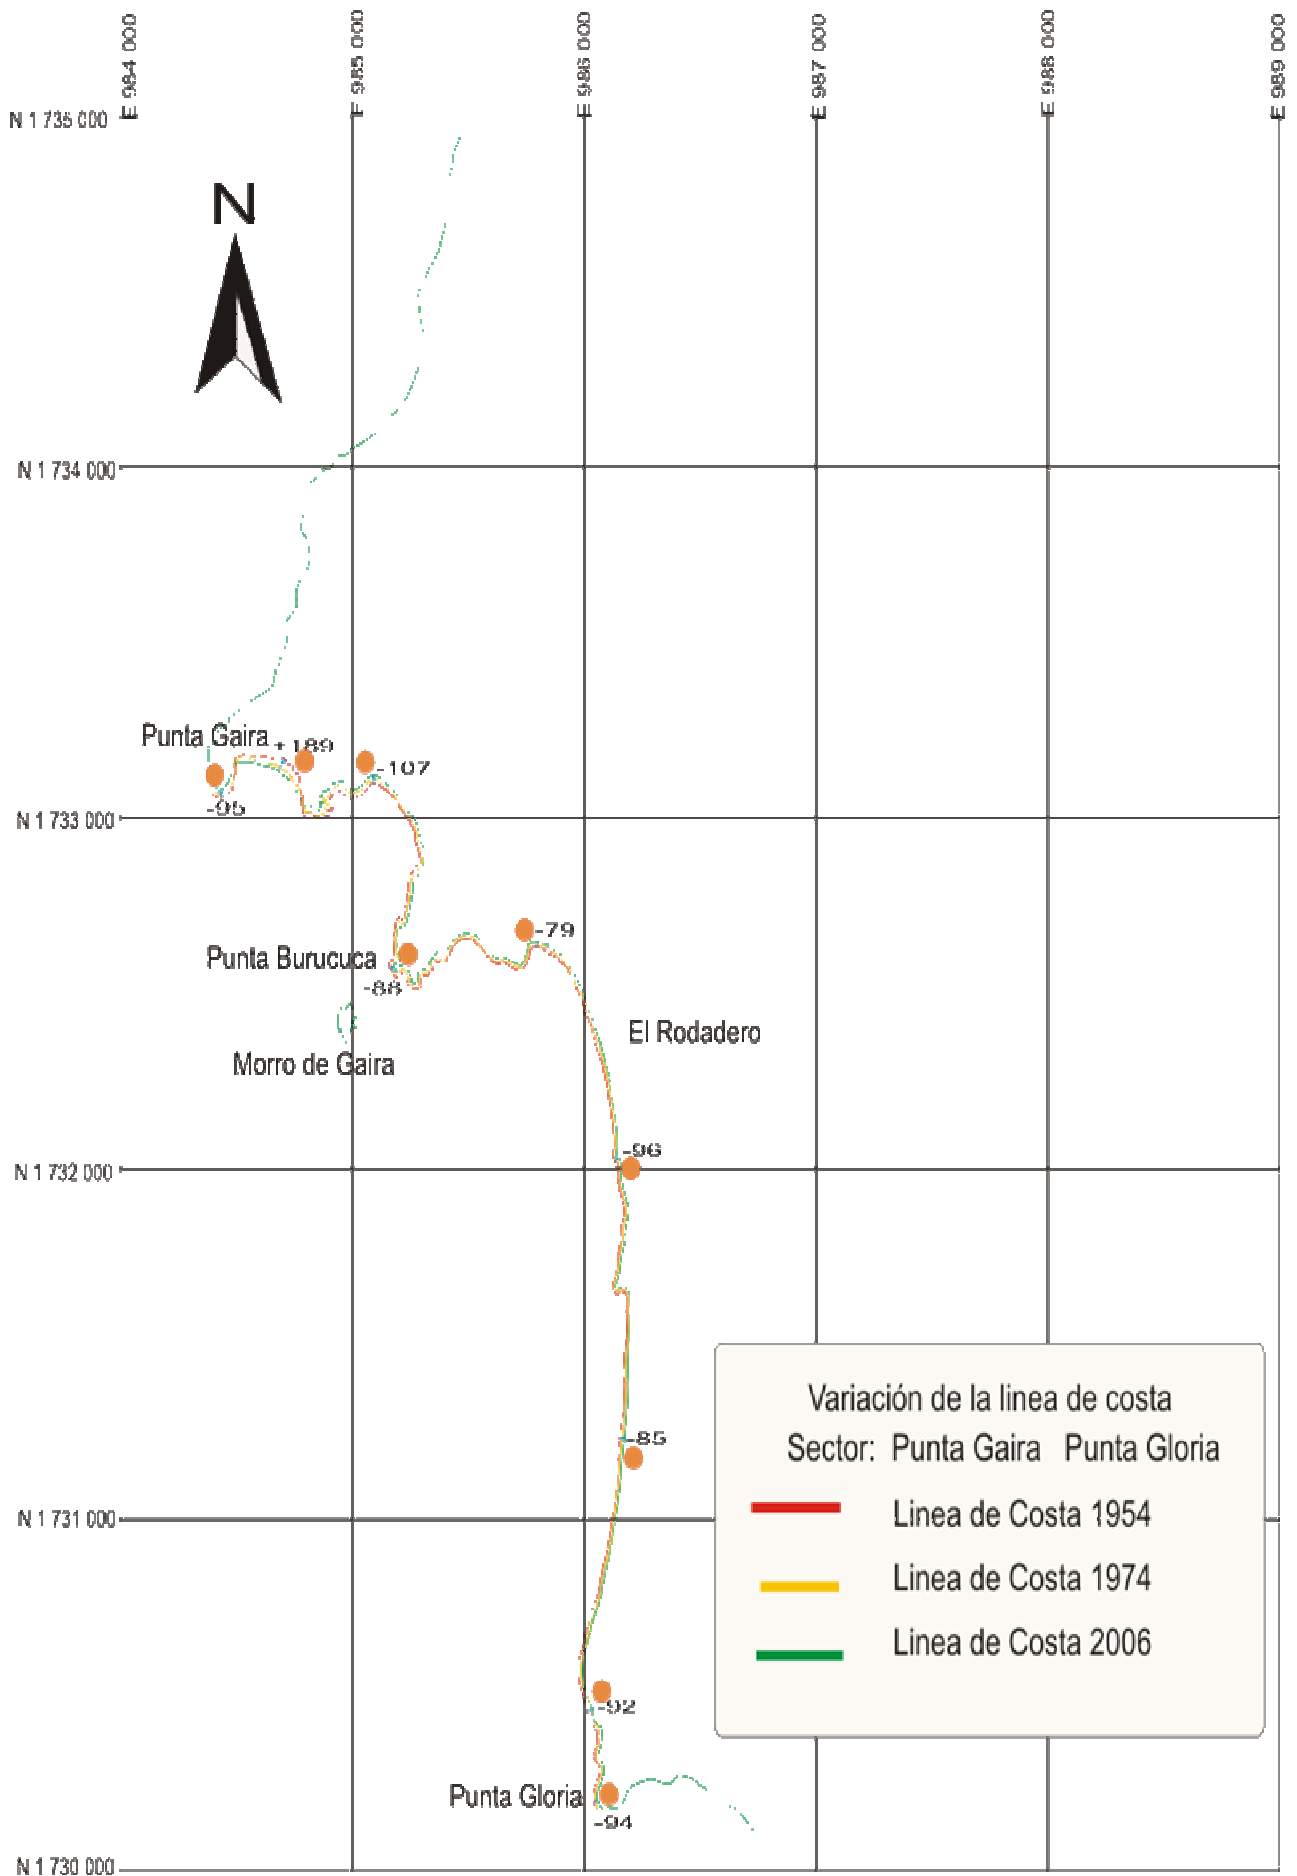 E 984 000
E 985 000
E 986 000
E 987 000
E 988 000
E 989 000
N 1 735 000
N
N 1 734 000
Punta Gaira
+189
-107
-95
N 1 733 000
-79
Punta Burucuca
-88
El Rodadero
Morro de Gaira
-96
N 1 732 000
Variación de la linea de costa
-85
Sector: Punta Gaira Punta Gloria
Linea de Costa 1954
N 1 731 000
Linea de Costa 1974
Linea de Costa 2006
-92
Punta Gloria
-94
N 1 730 000